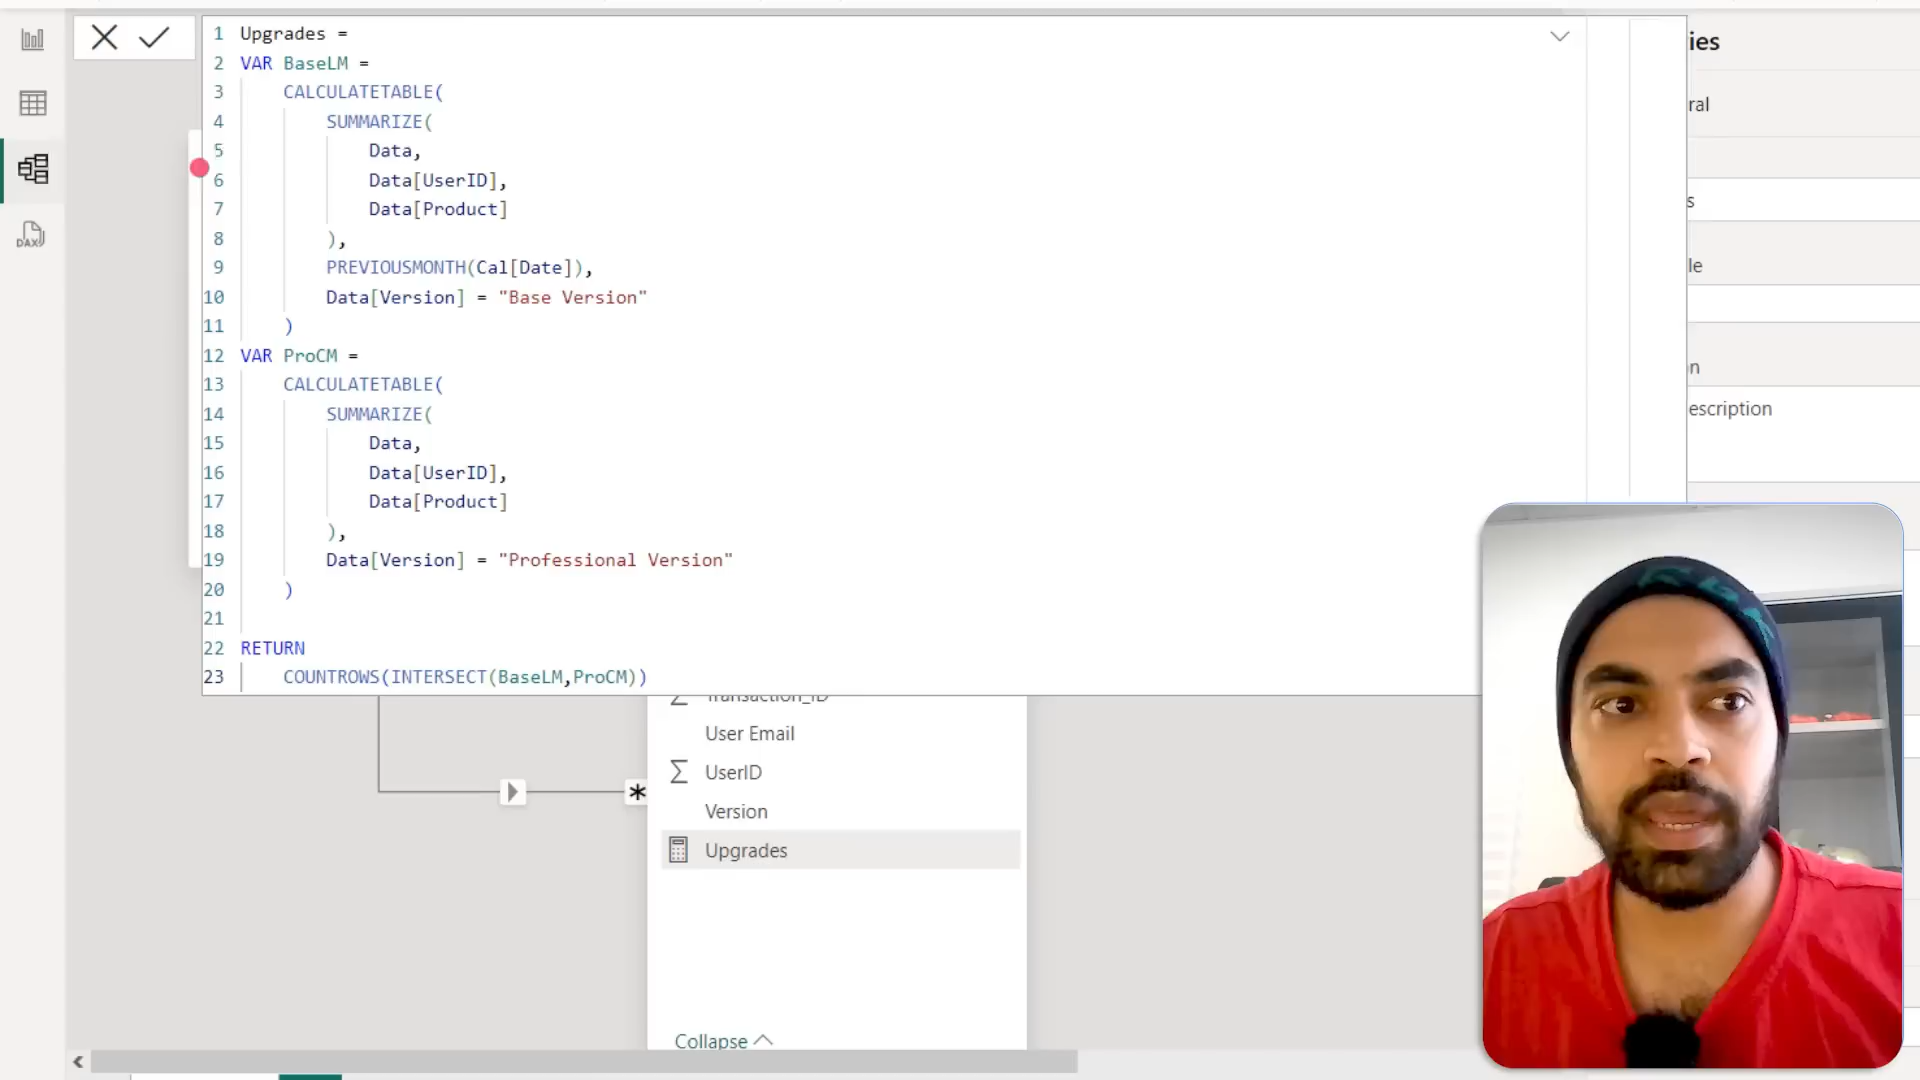 1 Upgrades =
2 VAR BaseLM =
3 CALCULATETABLE(
4 SUMMARIZE(
5 Data,
6 Data[UserID],
7 Data[Product]
8 ),
9 PREVIOUSMONTH(Cal[Date]),
10 Data[Version] = "Base Version"
11 )
12 VAR ProCM =
13 CALCULATETABLE(
14 SUMMARIZE(
15 Data,
16 Data[UserID],
17 Data[Product]
18 ),
19 Data[Version] = "Professional Version"
20 )
21
22 RETURN
23 COUNTROWS(INTERSECT(BaseLM,ProCM))
DAX
ies
ral
s
le
n
escription
Transaction_ID
User Email
UserID
Version
Upgrades
Collapse